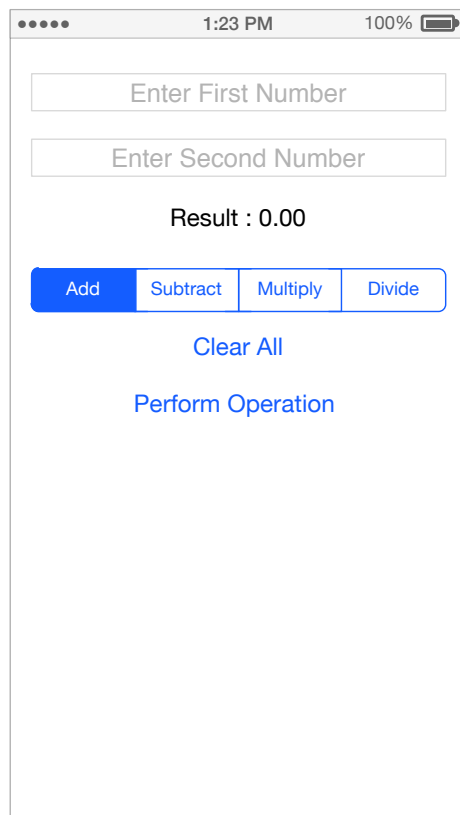 1:23 PM 100%
Enter First Number
Enter Second Number
Result : 0.00
Add Subtract Multiply Divide
Clear All
Perform Operation